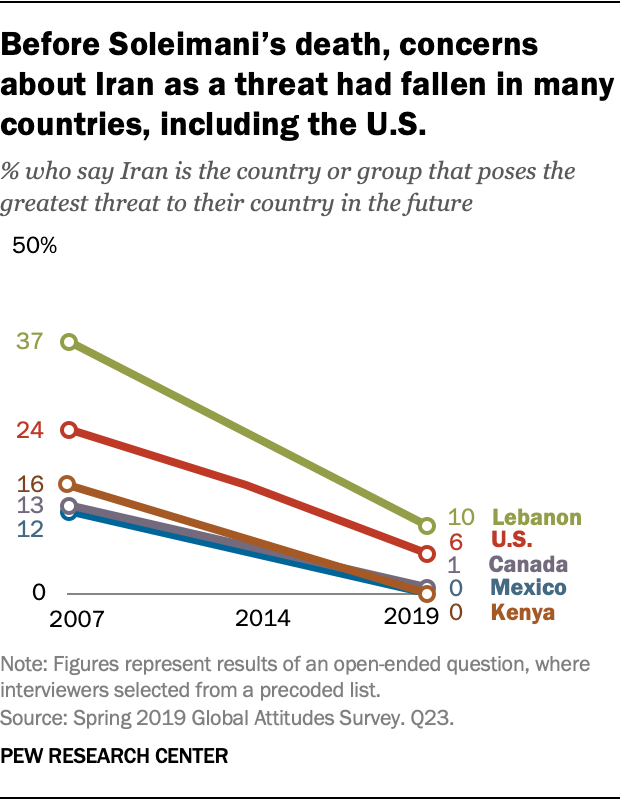 Before Soleimani’s death, concerns
about Iran as a threat had fallen in many
countries, including the U.S.
% who say Iran is the country or group that poses the
greatest threat to their country in the future
50%
37
24
16
13
12
0
10 Lebanon
6 U.S.
1 Canada
0 Mexico
0 Kenya
2007 2014 2019
Note: Figures represent results of an open-ended question, where
interviewers selected from a precoded list.
Source: Spring 2019 Global Attitudes Survey. Q23.
PEW RESEARCH CENTER